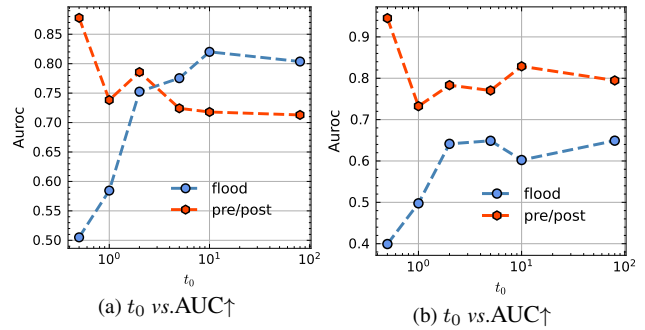 0.85
0.80
0.75
0.70
0.65
0.60
0.55
0.50
Auroc
flood
pre/post
10⁰ 10¹ 10²
t₀
(a) t₀ vs.AUC↑
0.9
0.8
0.7
0.6
0.5
0.4
Auroc
flood
pre/post
10⁰ 10¹ 10²
t₀
(b) t₀ vs.AUC↑